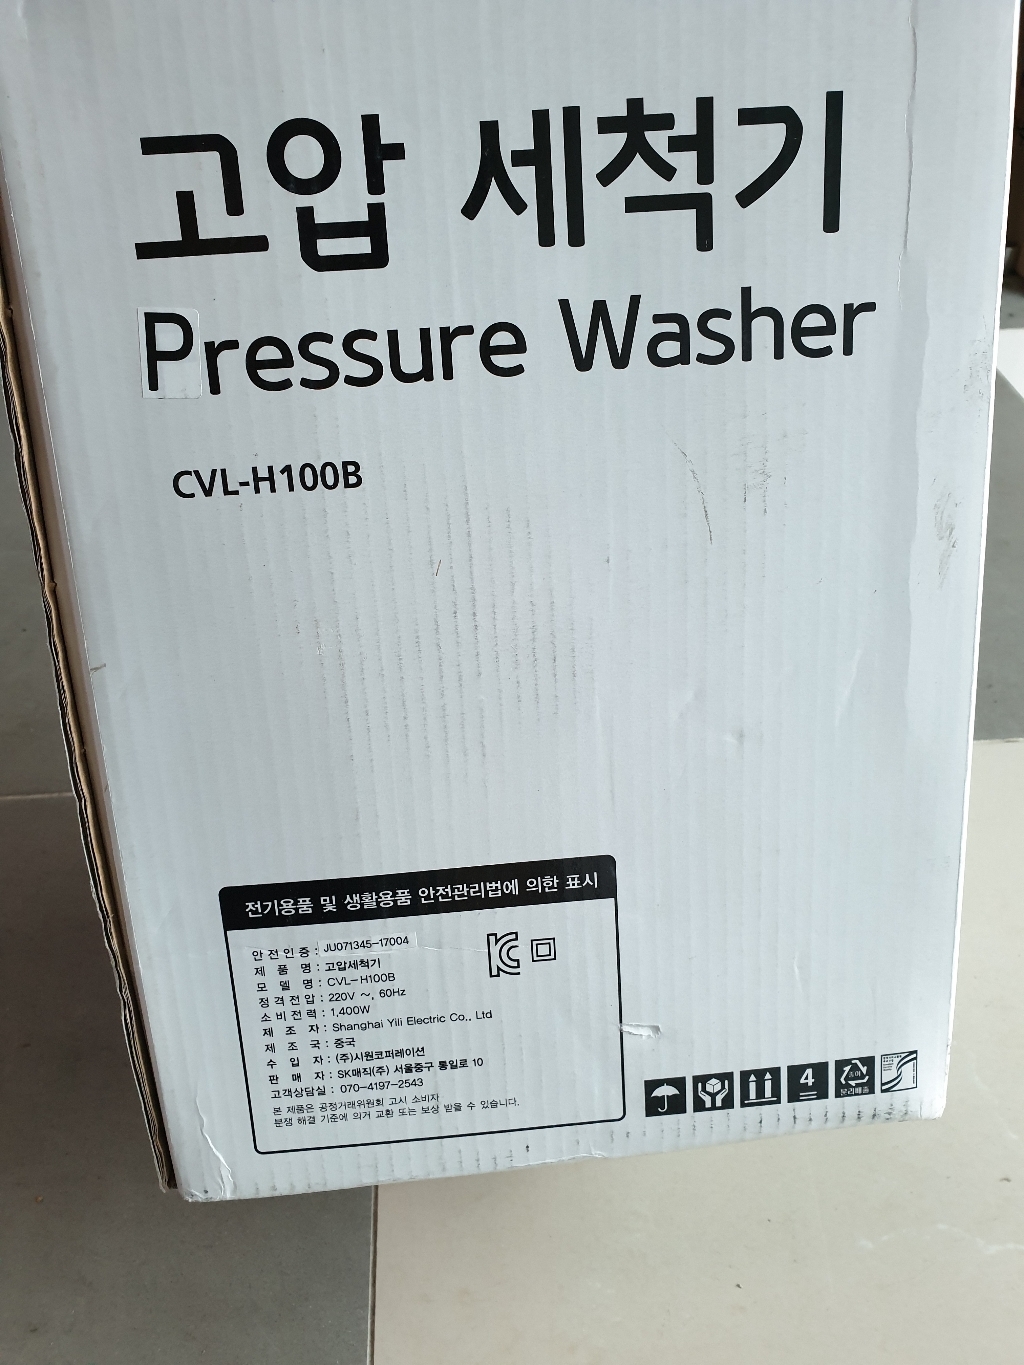 고압 세척기
Pressure Washer
CVL-H100B
전기용품 및 생활용품 안전관리법에 의한 표시
안전인증 : JU071345-17004
제 품 명 : 고압세척기
모 델 명 : CVL-H100B
정격전압 : 220V ~, 60Hz
소비전력 : 1,400W
제 조 자 : Shanghai Yili Electric Co., Ltd
제 조 국 : 중국
수 입 자 : (주)시원코퍼레이션
판 매 자 : SK매직(주) 서울중구 통일로 10
고객상담실 : 070-4197-2543
본 제품은 공정거래위원회 고시 소비자
분쟁 해결 기준에 의거 교환 또는 보상 받을 수 있습니다.
4
종이
분리배출